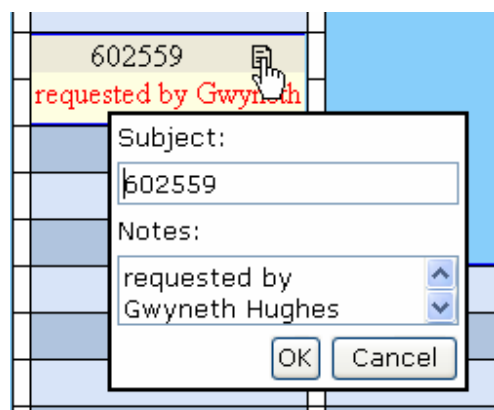 602559
requested by Gwyneth
Subject:
602559
Notes:
requested by
Gwyneth Hughes
OK Cancel